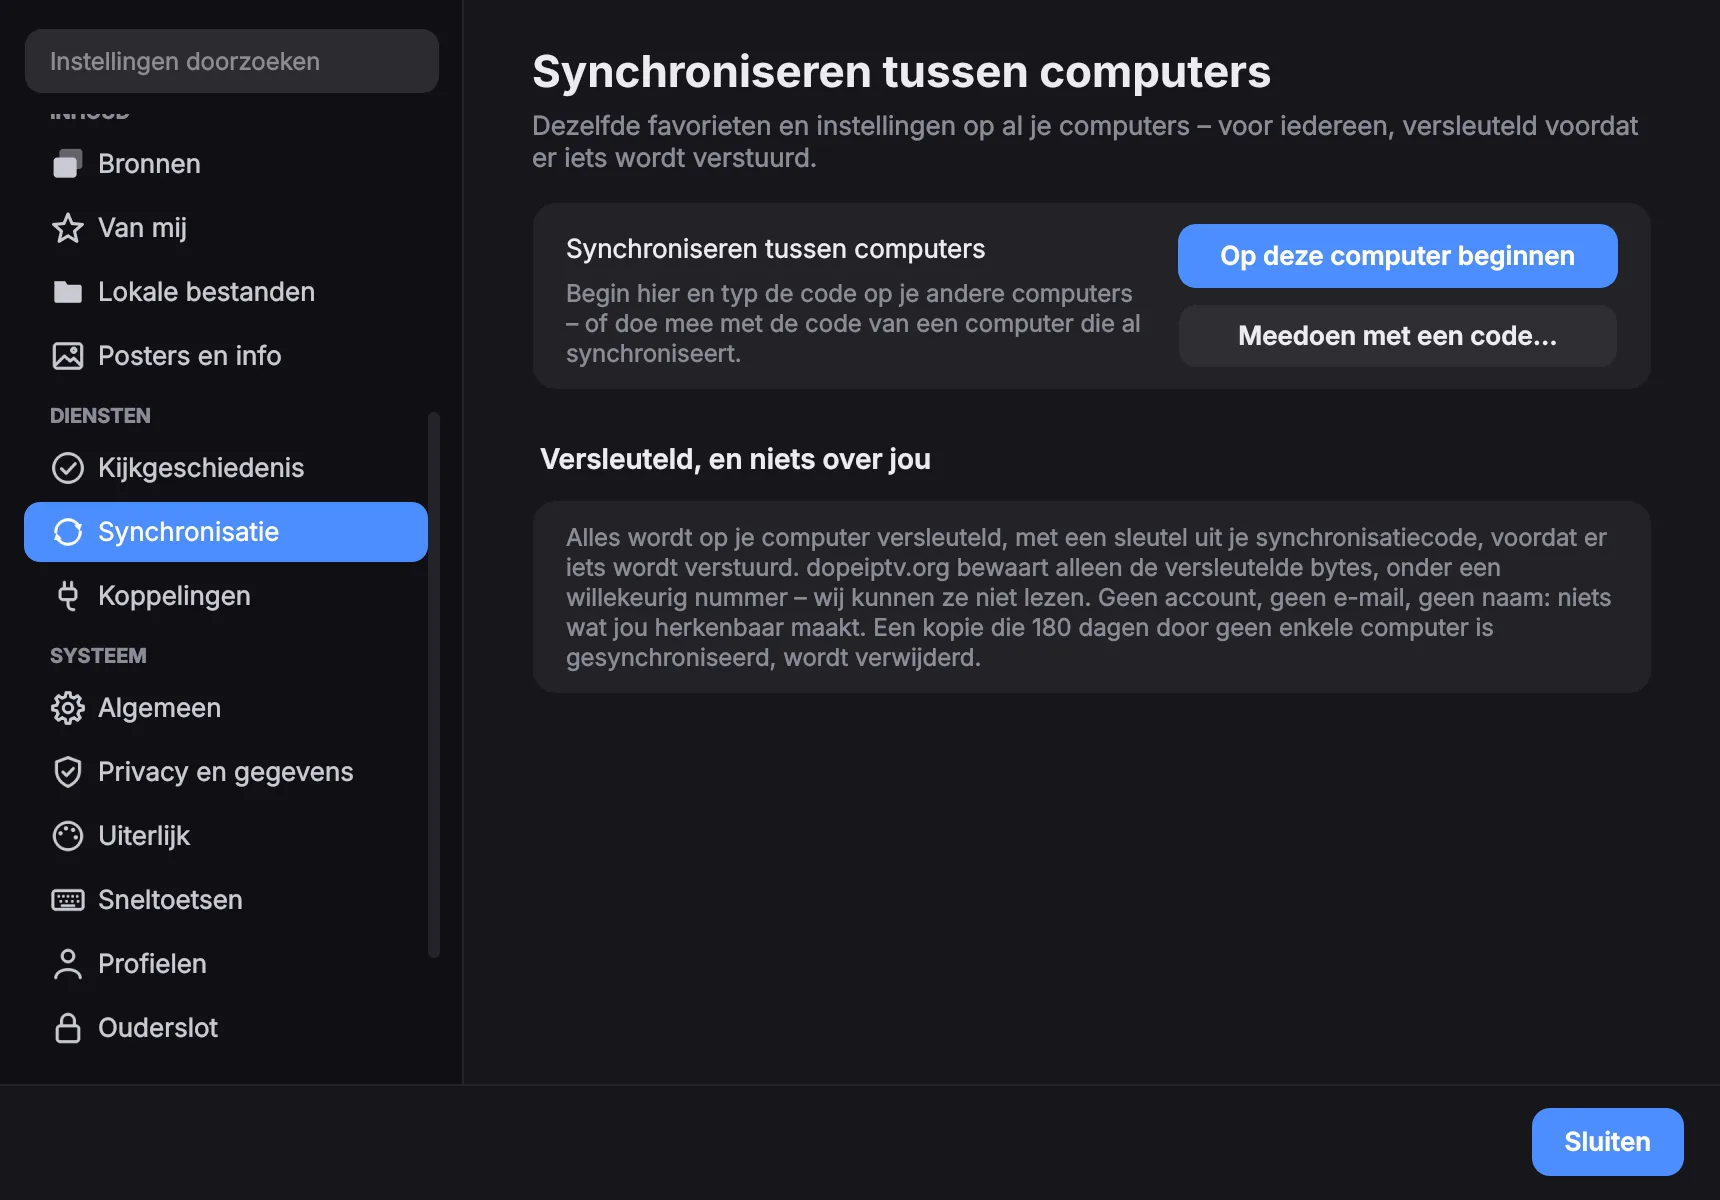 Instellingen doorzoeken
INHOUD
Bronnen
Van mij
Lokale bestanden
Posters en info
DIENSTEN
Kijkgeschiedenis
Synchronisatie
Koppelingen
SYSTEEM
Algemeen
Privacy en gegevens
Uiterlijk
Sneltoetsen
Profielen
Ouderslot
Synchroniseren tussen computers
Dezelfde favorieten en instellingen op al je computers – voor iedereen, versleuteld voordat
er iets wordt verstuurd.
Synchroniseren tussen computers
Begin hier en typ de code op je andere computers
– of doe mee met de code van een computer die al
synchroniseert.
Op deze computer beginnen
Meedoen met een code...
Versleuteld, en niets over jou
Alles wordt op je computer versleuteld, met een sleutel uit je synchronisatiecode, voordat er
iets wordt verstuurd. dopeiptv.org bewaart alleen de versleutelde bytes, onder een
willekeurig nummer – wij kunnen ze niet lezen. Geen account, geen e-mail, geen naam: niets
wat jou herkenbaar maakt. Een kopie die 180 dagen door geen enkele computer is
gesynchroniseerd, wordt verwijderd.
Sluiten